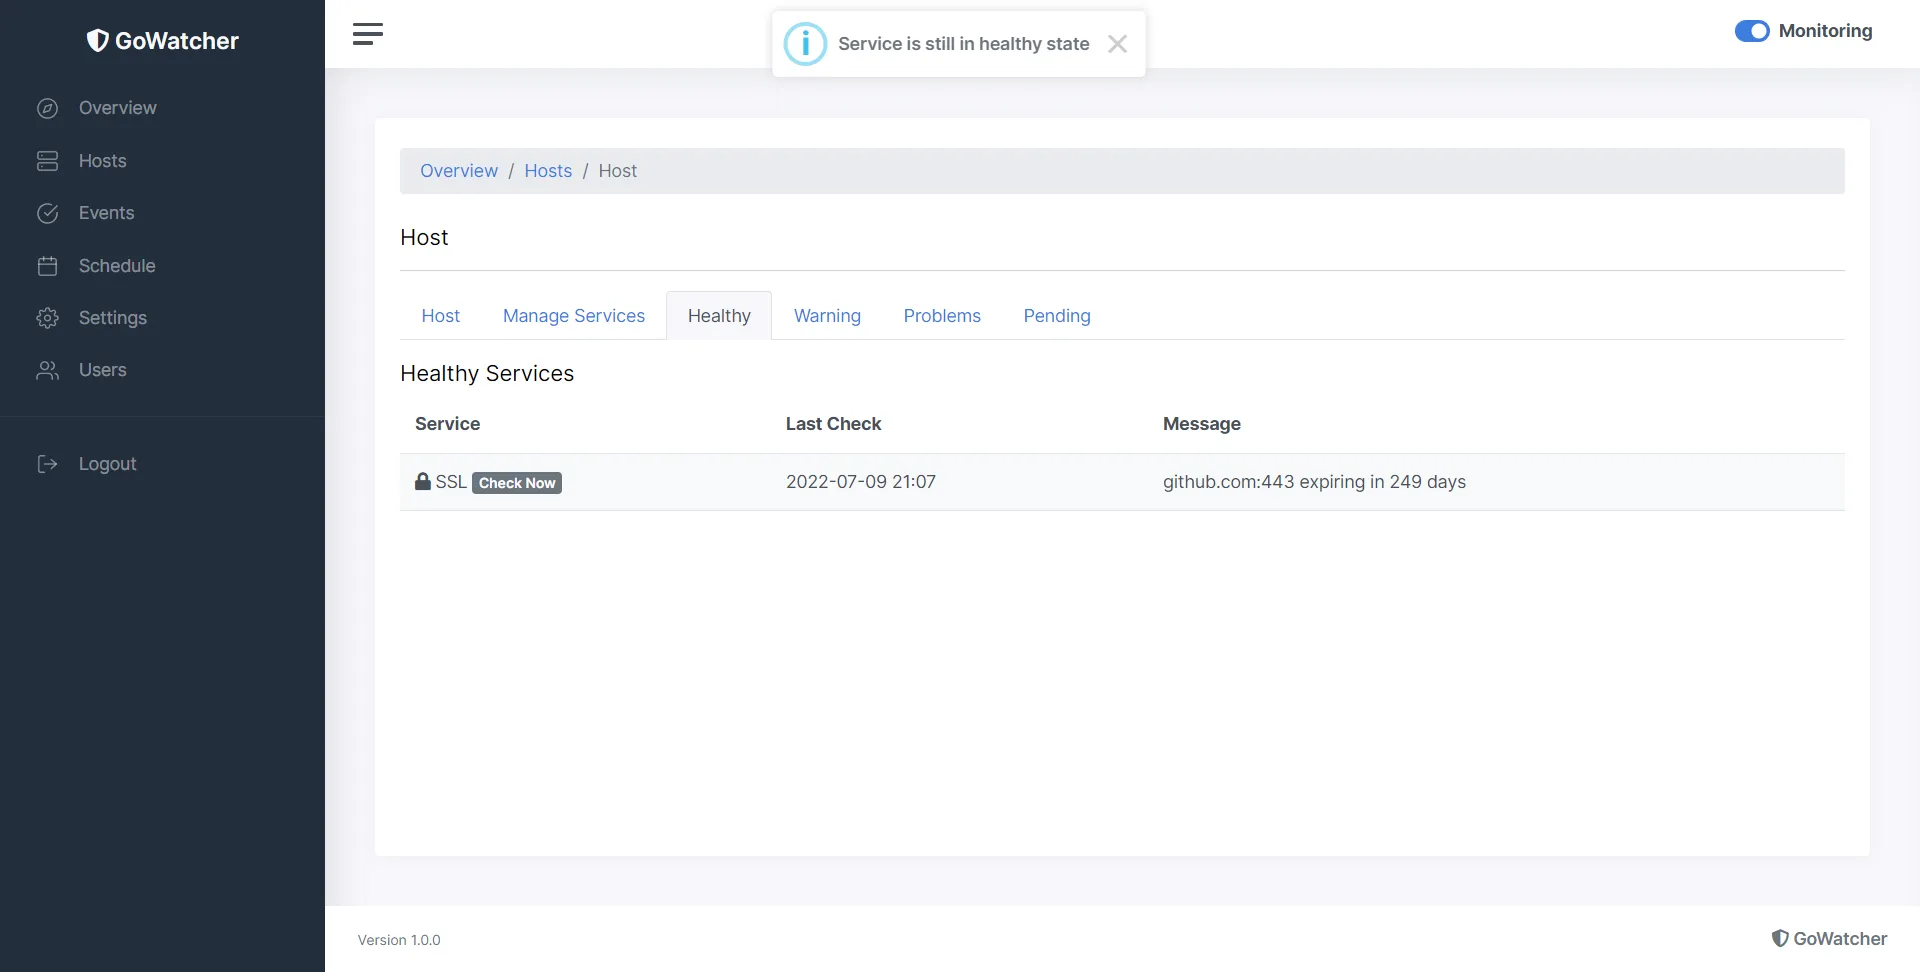 GoWatcher
Overview
Hosts
Events
Schedule
Settings
Users
Logout
Service is still in healthy state
Monitoring
Overview / Hosts / Host
Host
Host Manage Services Healthy Warning Problems Pending
Healthy Services
Service Last Check Message
SSL Check Now 2022-07-09 21:07 github.com:443 expiring in 249 days
Version 1.0.0
GoWatcher